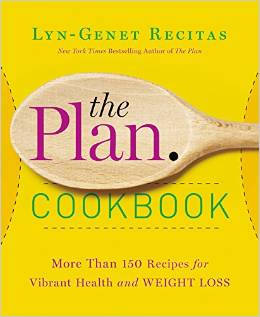 LYN-GENET RECITAS
New York Times Bestselling Author of The Plan
the
Plan.
COOKBOOK
More Than 150 Recipes for
Vibrant Health and WEIGHT LOSS